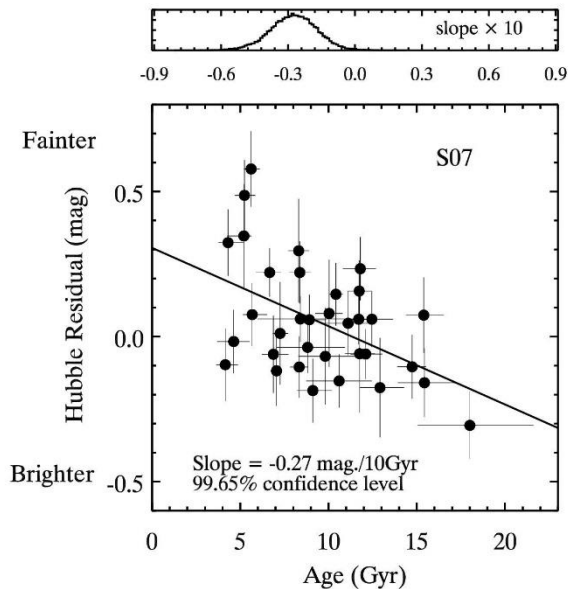 slope × 10
-0.9 -0.6 -0.3 0.0 0.3 0.6 0.9
Fainter
S07
0.5
0.0
-0.5
Hubble Residual (mag)
Brighter
Slope = -0.27 mag./10Gyr
99.65% confidence level
0 5 10 15 20
Age (Gyr)